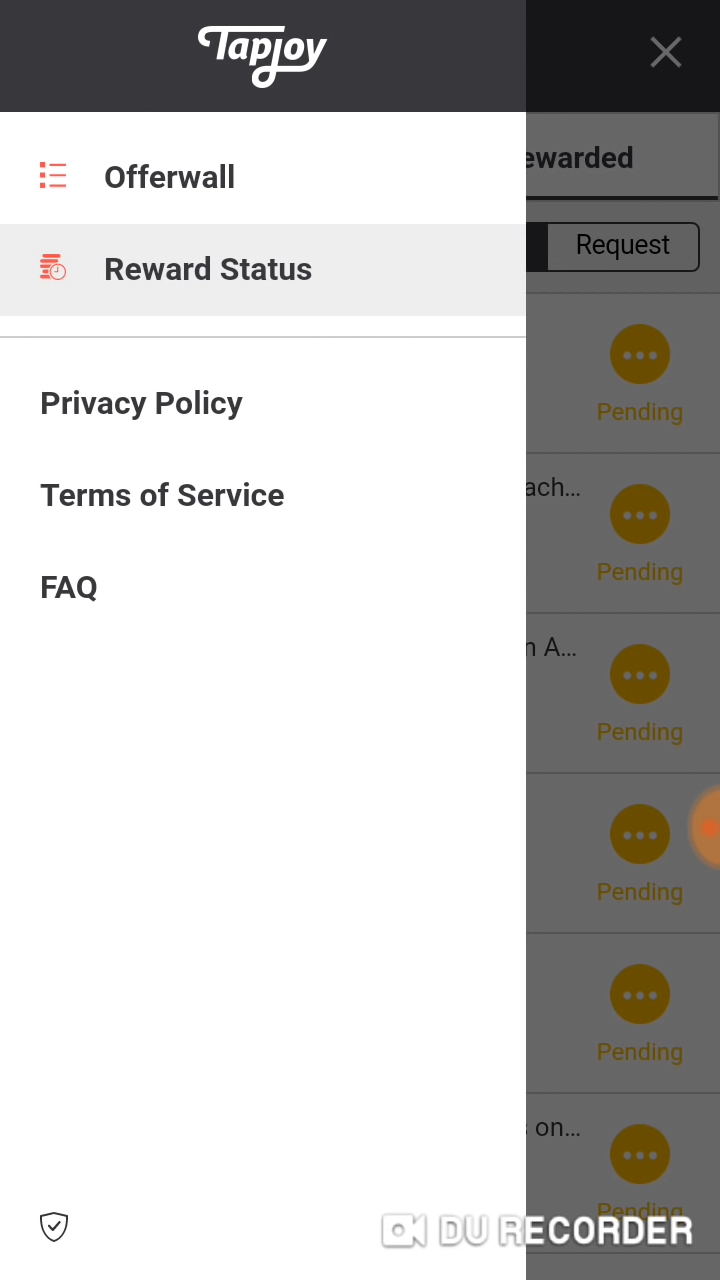 Tapjoy
Offerwall
ewarded
Reward Status
Request
Pending
Privacy Policy
Terms of Service
ach...
Pending
FAQ
n A...
Pending
Pending
Pending
on...
Pending
DU RECORDER